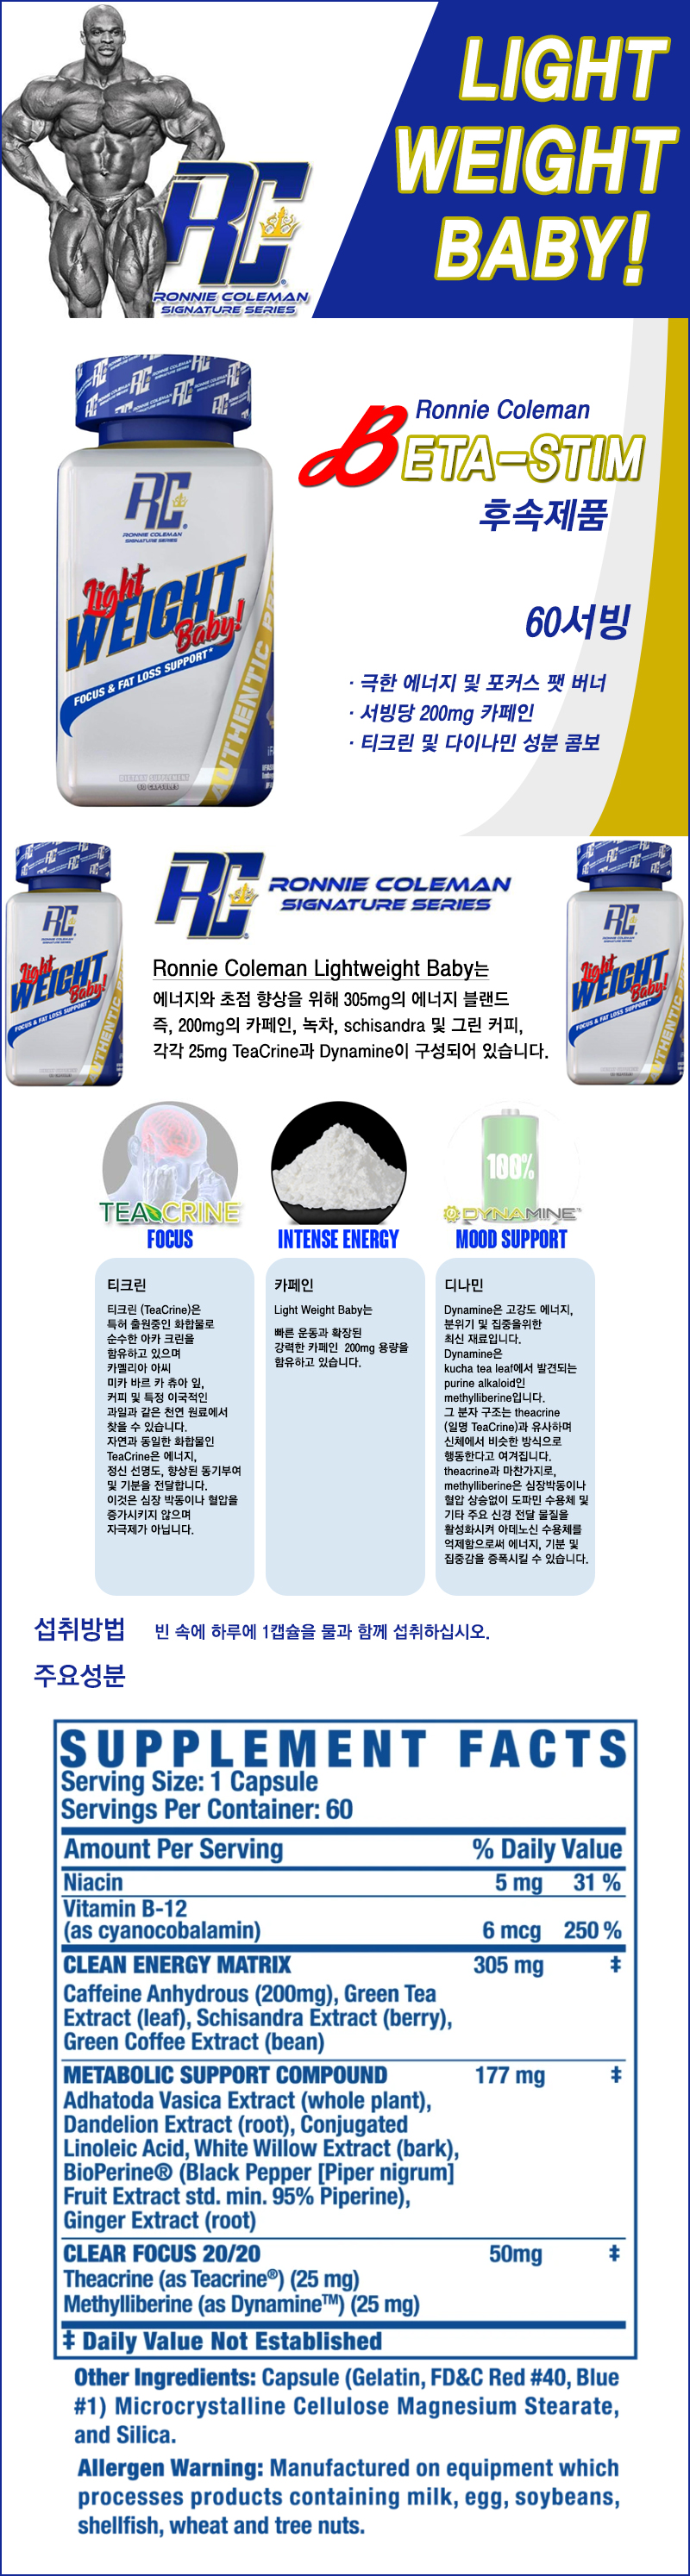 LIGHT
WEIGHT
BABY!
RC
RONNIE COLEMAN
SIGNATURE SERIES
Ronnie Coleman
BETA-STIM
후속제품
RC
RONNIE COLEMAN
SIGNATURE SERIES
Light
WEIGHT
Baby!
FOCUS & FAT LOSS SUPPORT*
DIETARY SUPPLEMENT
60 CAPSULES
60서빙
· 극한 에너지 및 포커스 팻 버너
· 서빙당 200mg 카페인
· 티크린 및 다이나민 성분 콤보
RC
RONNIE COLEMAN
SIGNATURE SERIES
Light
WEIGHT
Baby!
FOCUS & FAT LOSS SUPPORT*
Light
WEIGHT
Baby!
FOCUS & FAT LOSS SUPPORT*
Ronnie Coleman Lightweight Baby는
에너지와 초점 향상을 위해 305mg의 에너지 블랜드
즉, 200mg의 카페인, 녹차, schisandra 및 그린 커피,
각각 25mg TeaCrine과 Dynamine이 구성되어 있습니다.
TEACRINE
FOCUS
INTENSE ENERGY
100%
DYNAMINE™
MOOD SUPPORT
티크린
티크린 (TeaCrine)은
특허 출원중인 화합물로
순수한 아카 크린을
함유하고 있으며
카멜리아 아씨
미카 바르 카 츄아 잎,
커피 및 특정 이국적인
과일과 같은 천연 원료에서
찾을 수 있습니다.
자연과 동일한 화합물인
TeaCrine은 에너지,
정신 선명도, 향상된 동기부여
및 기분을 전달합니다.
이것은 심장 박동이나 혈압을
증가시키지 않으며
자극제가 아닙니다.
카페인
Light Weight Baby는
빠른 운동과 확장된
강력한 카페인 200mg 용량을
함유하고 있습니다.
디나민
Dynamine은 고강도 에너지,
분위기 및 집중을위한
최신 재료입니다.
Dynamine은
kucha tea leaf에서 발견되는
purine alkaloid인
methylliberine입니다.
그 분자 구조는 theacrine
(일명 TeaCrine)과 유사하며
신체에서 비슷한 방식으로
행동한다고 여겨집니다.
theacrine과 마찬가지로,
methylliberine은 심장박동이나
혈압 상승없이 도파민 수용체 및
기타 주요 신경 전달 물질을
활성화시켜 아데노신 수용체를
억제함으로써 에너지, 기분 및
집중감을 증폭시킬 수 있습니다.
섭취방법 빈 속에 하루에 1캡슐을 물과 함께 섭취하십시오.
주요성분
SUPPLEMENT FACTS
Serving Size: 1 Capsule
Servings Per Container: 60
Amount Per Serving % Daily Value
Niacin 5 mg 31 %
Vitamin B-12
(as cyanocobalamin) 6 mcg 250 %
CLEAN ENERGY MATRIX 305 mg ‡
Caffeine Anhydrous (200mg), Green Tea
Extract (leaf), Schisandra Extract (berry),
Green Coffee Extract (bean)
METABOLIC SUPPORT COMPOUND 177 mg ‡
Adhatoda Vasica Extract (whole plant),
Dandelion Extract (root), Conjugated
Linoleic Acid, White Willow Extract (bark),
BioPerine® (Black Pepper [Piper nigrum]
Fruit Extract std. min. 95% Piperine),
Ginger Extract (root)
CLEAR FOCUS 20/20 50mg ‡
Theacrine (as Teacrine®) (25 mg)
Methylliberine (as Dynamine™) (25 mg)
‡ Daily Value Not Established
Other Ingredients: Capsule (Gelatin, FD&C Red #40, Blue
#1) Microcrystalline Cellulose Magnesium Stearate,
and Silica.
Allergen Warning: Manufactured on equipment which
processes products containing milk, egg, soybeans,
shellfish, wheat and tree nuts.